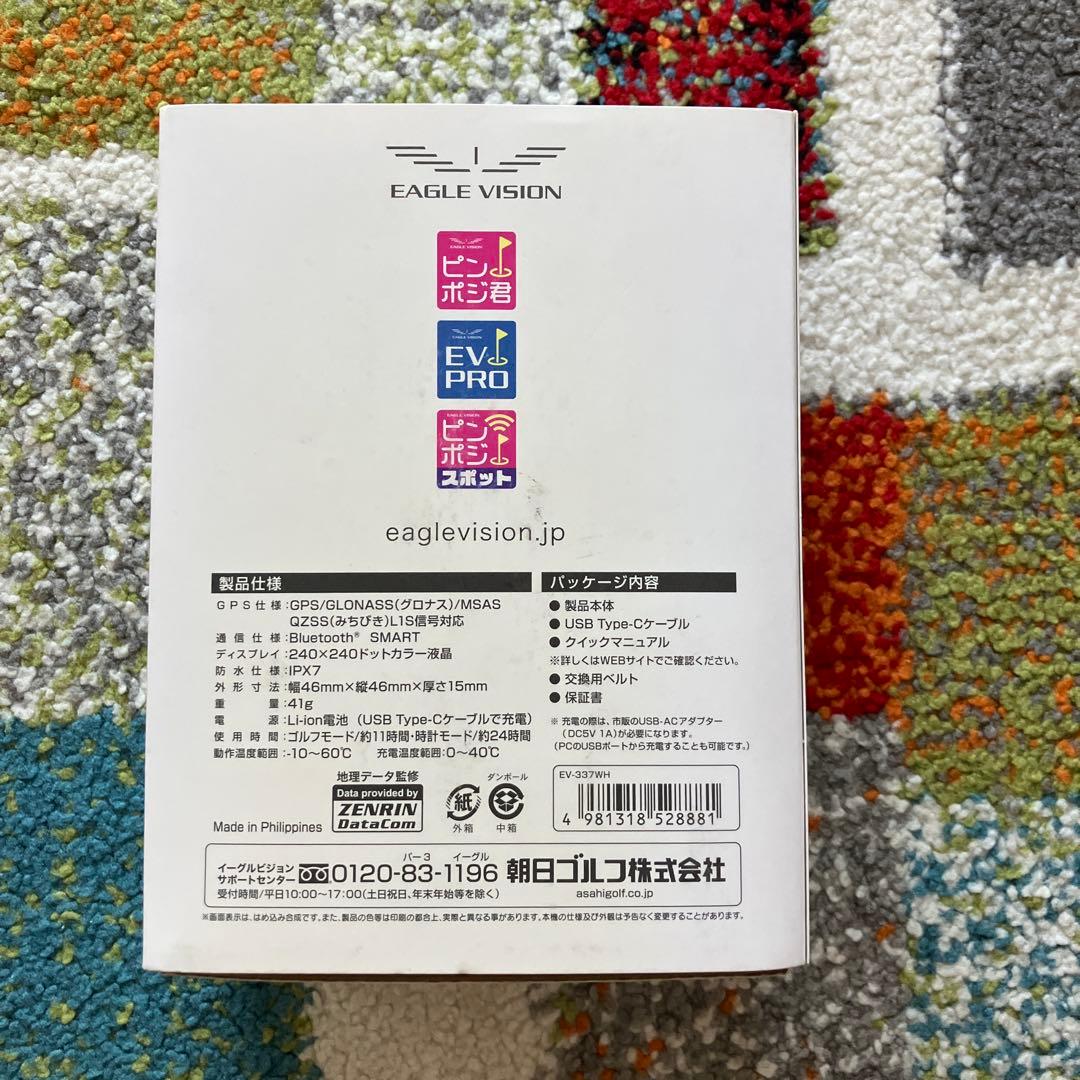 EAGLE VISION
EAGLE VISION
ピン
ポジ君
EAGLE VISION
EV
PRO
EAGLE VISION
ピン
ポジ
スポット
eaglevision.jp
製品仕様
GPS仕様:GPS/GLONASS(グロナス)/MSAS
QZSS(みちびき)L1S信号対応
通信仕様:Bluetooth® SMART
ディスプレイ:240×240ドットカラー液晶
防水仕様:IPX7
外形寸法:幅46mm×縦46mm×厚さ15mm
重量:41g
電源:Li-ion電池(USB Type-Cケーブルで充電)
使用時間:ゴルフモード/約11時間・時計モード/約24時間
動作温度範囲:-10~60℃ 充電温度範囲:0~40℃
パッケージ内容
● 製品本体
● USB Type-Cケーブル
● クイックマニュアル
※詳しくはWEBサイトでご確認ください。
● 交換用ベルト
● 保証書
※ 充電の際は、市販のUSB-ACアダプター
(DC5V 1A)が必要になります。
(PCのUSBポートから充電することも可能です。)
Made in Philippines
地理データ監修
Data provided by
ZENRIN
DataCom
紙
外箱
ダンボール
中箱
EV-337WH
4 981318 528881
イーグルビジョン
サポートセンター
パー3 イーグル
0120-83-1196
受付時間/平日10:00~17:00(土日祝日、年末年始等を除く)
朝日ゴルフ株式会社
asahigolf.co.jp
※画面表示は、はめ込み合成です。また、製品の色等は印刷の都合上、実際と異なる事があります。本機の仕様及び外観は予告なく変更することがあります。